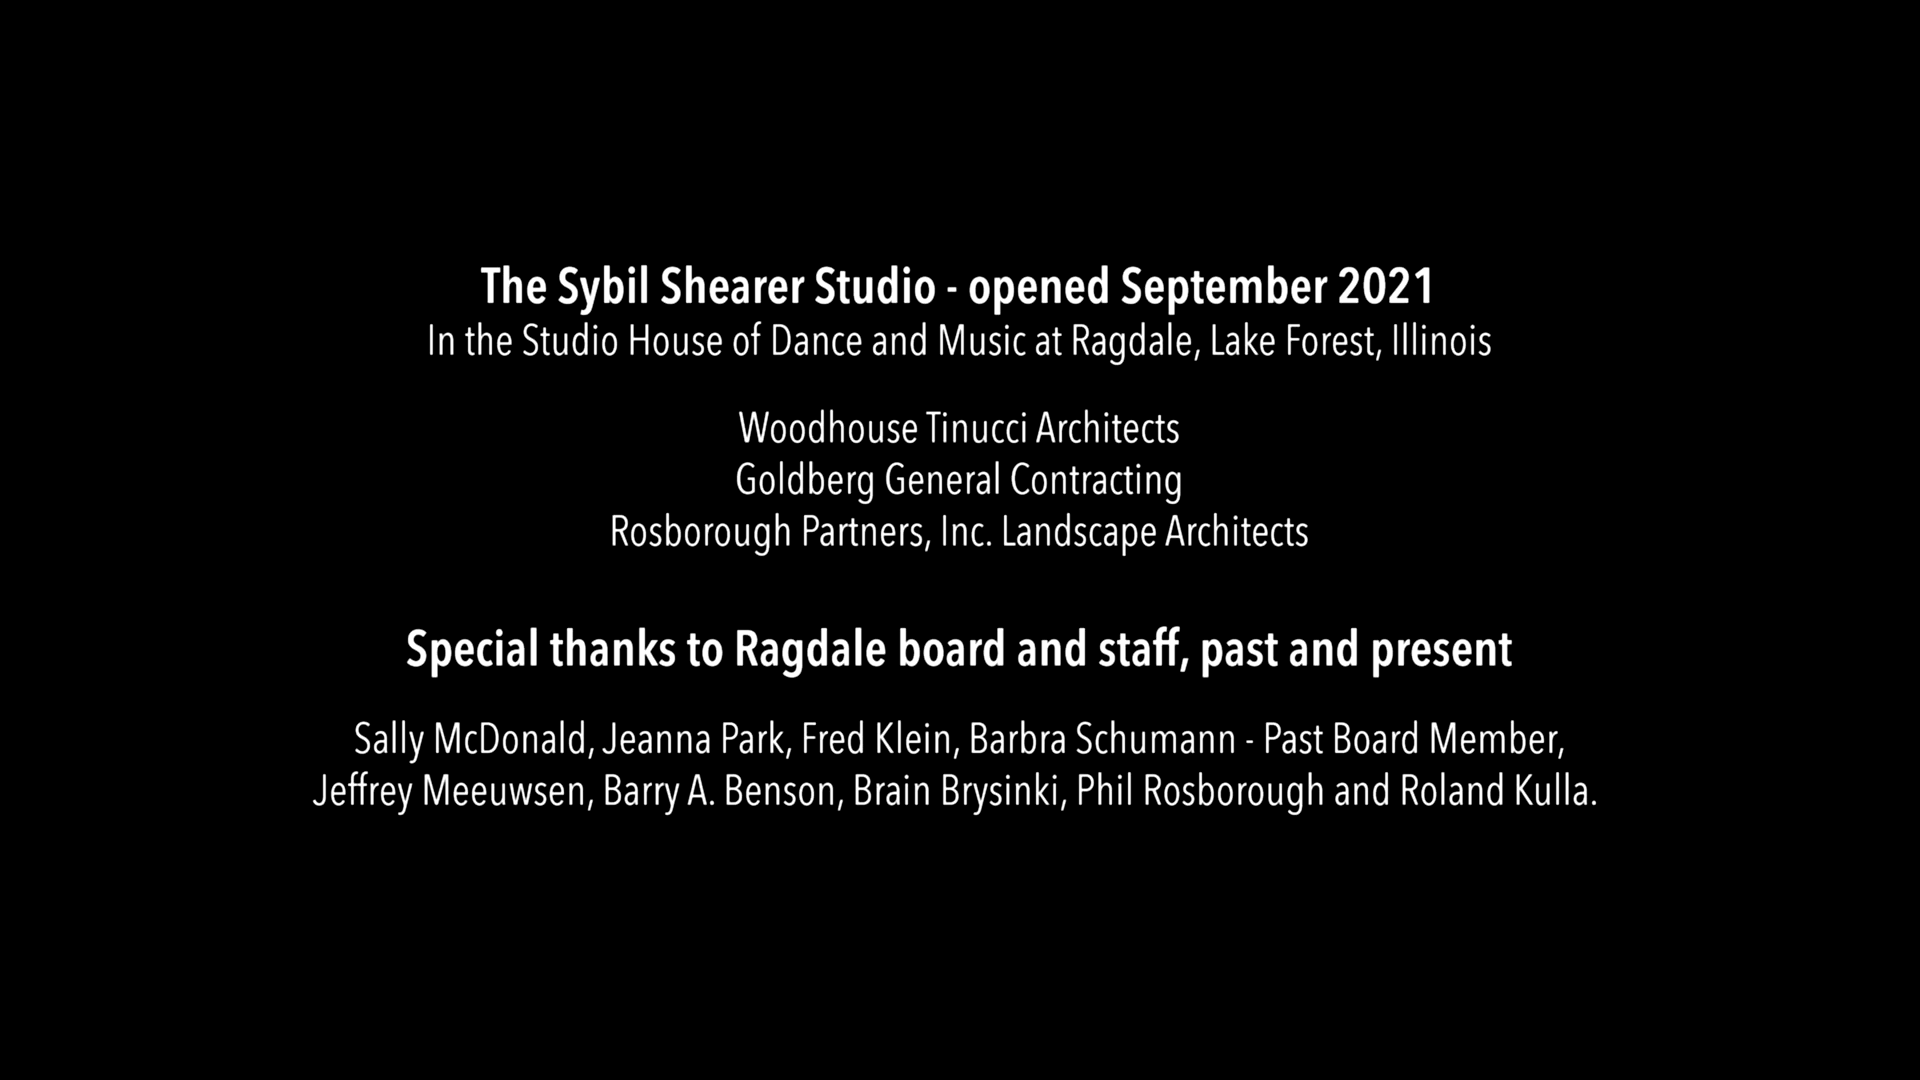 The Sybil Shearer Studio - opened September 2021
In the Studio House of Dance and Music at Ragdale, Lake Forest, Illinois
Woodhouse Tinucci Architects
Goldberg General Contracting
Rosborough Partners, Inc. Landscape Architects
Special thanks to Ragdale board and staff, past and present
Sally McDonald, Jeanna Park, Fred Klein, Barbra Schumann - Past Board Member,
Jeffrey Meeuwsen, Barry A. Benson, Brain Brysinki, Phil Rosborough and Roland Kulla.